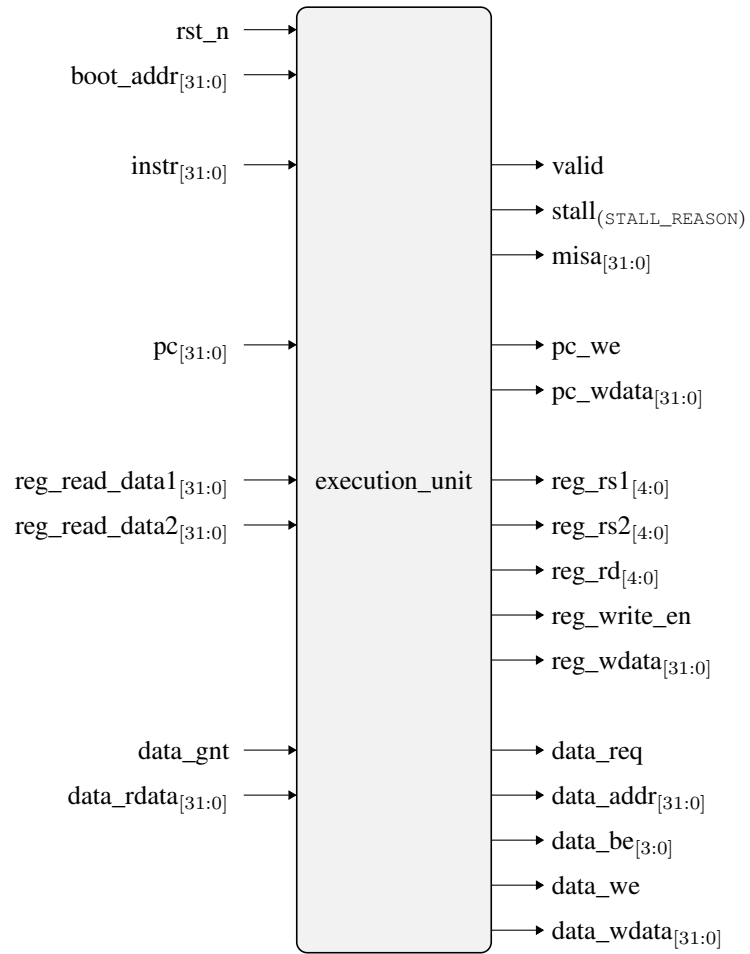 rst_n
boot_addr[31:0]
instr[31:0] valid
stall(STALL_REASON)
misa[31:0]
pc[31:0] pc_we
pc_wdata[31:0]
reg_read_data1[31:0] execution_unit reg_rs1[4:0]
reg_read_data2[31:0] reg_rs2[4:0]
reg_rd[4:0]
reg_write_en
reg_wdata[31:0]
data_gnt data_req
data_rdata[31:0] data_addr[31:0]
data_be[3:0]
data_we
data_wdata[31:0]